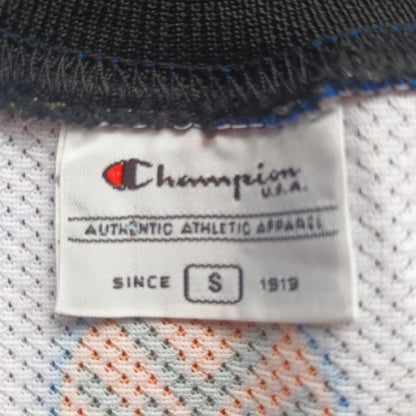 Champion
U.S.A.
AUTHENTIC ATHLETIC APPAREL
SINCE S 1919